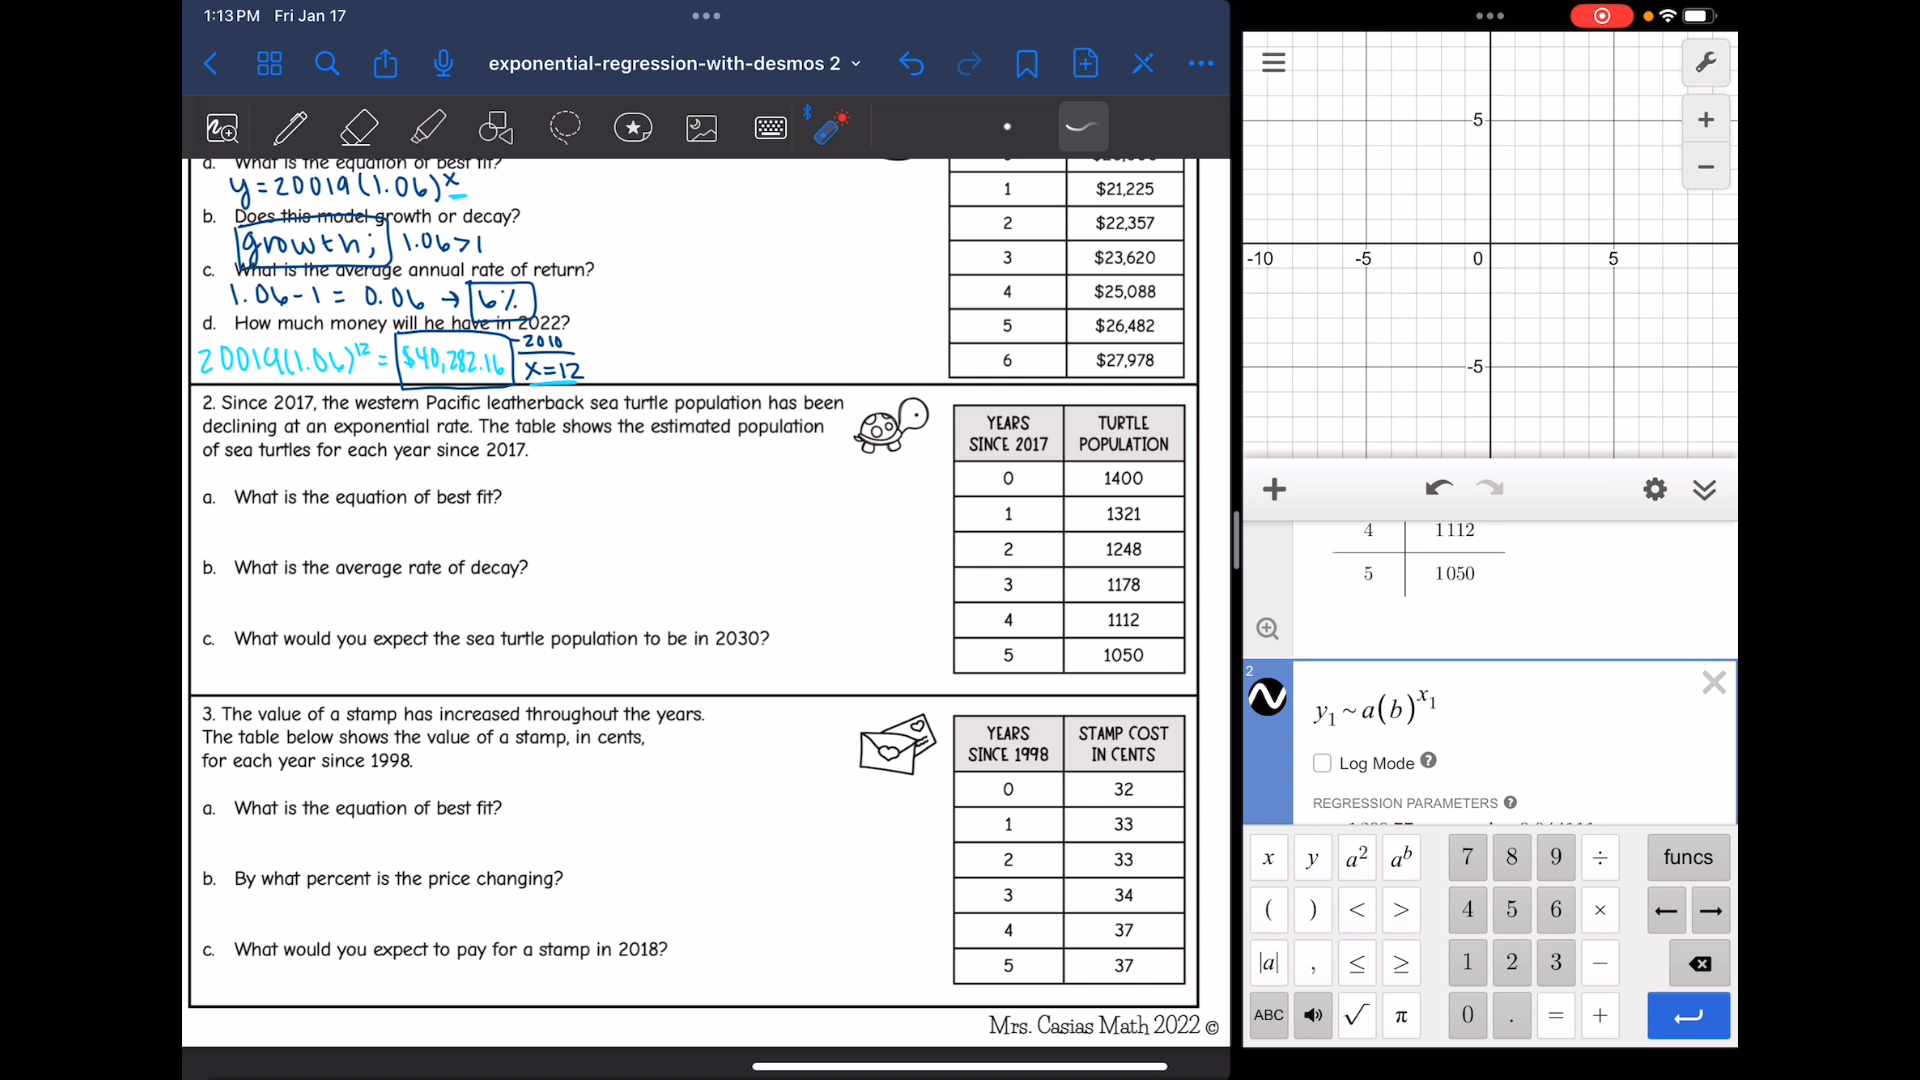 1:13 PM Fri Jan 17
exponential-regression-with-desmos 2
a. What is the equation of best fit?
y=20019(1.06)^x
b. Does this model growth or decay?
growth; 1.06>1
c. What is the average annual rate of return?
1.06-1 = 0.06 → 6%
d. How much money will he have in 2022?
-2010
20019(1.06)^12 = $40,282.16 x=12
1 $21,225
2 $22,357
3 $23,620
4 $25,088
5 $26,482
6 $27,978
2. Since 2017, the western Pacific leatherback sea turtle population has been
declining at an exponential rate. The table shows the estimated population
of sea turtles for each year since 2017.
a. What is the equation of best fit?
b. What is the average rate of decay?
c. What would you expect the sea turtle population to be in 2030?
YEARS TURTLE
SINCE 2017 POPULATION
0 1400
1 1321
2 1248
3 1178
4 1112
5 1050
3. The value of a stamp has increased throughout the years.
The table below shows the value of a stamp, in cents,
for each year since 1998.
a. What is the equation of best fit?
b. By what percent is the price changing?
c. What would you expect to pay for a stamp in 2018?
YEARS STAMP COST
SINCE 1998 IN CENTS
0 32
1 33
2 33
3 34
4 37
5 37
Mrs. Casias Math 2022 ©
5
-10 -5 0 5
-5
4 1112
5 1050
2
y₁ ~ a(b)^x₁
Log Mode ?
REGRESSION PARAMETERS ?
x y a² a^b 7 8 9 ÷ funcs
( ) < > 4 5 6 × ← →
|a| , ≤ ≥ 1 2 3 −
ABC √ π 0 . = +